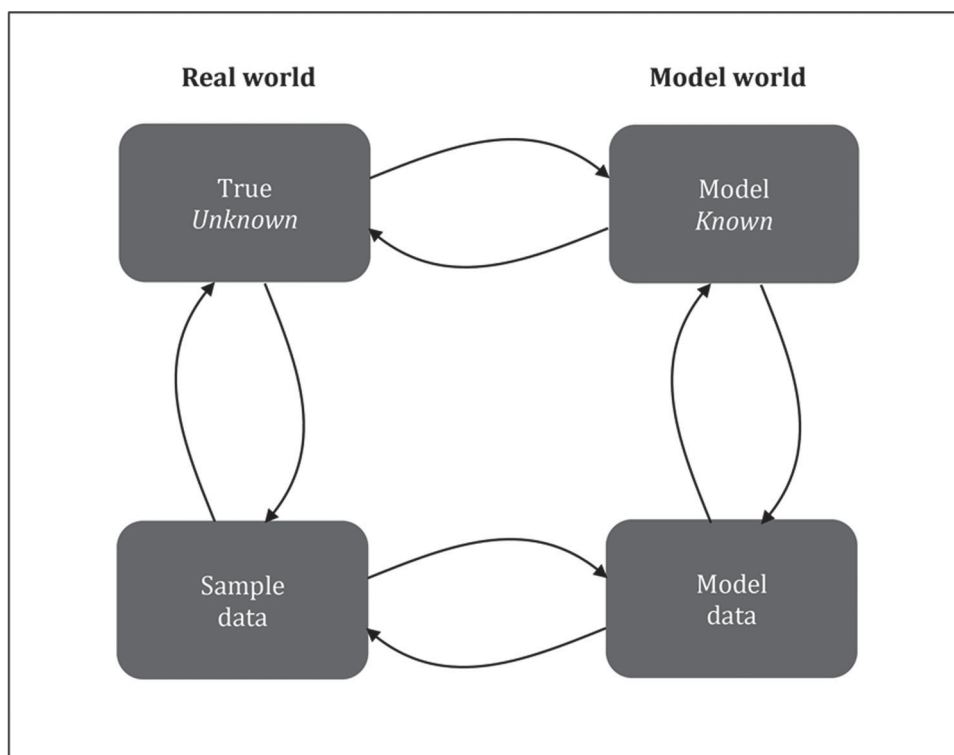 Real world
Model world
True
Unknown
Model
Known
Sample
data
Model
data